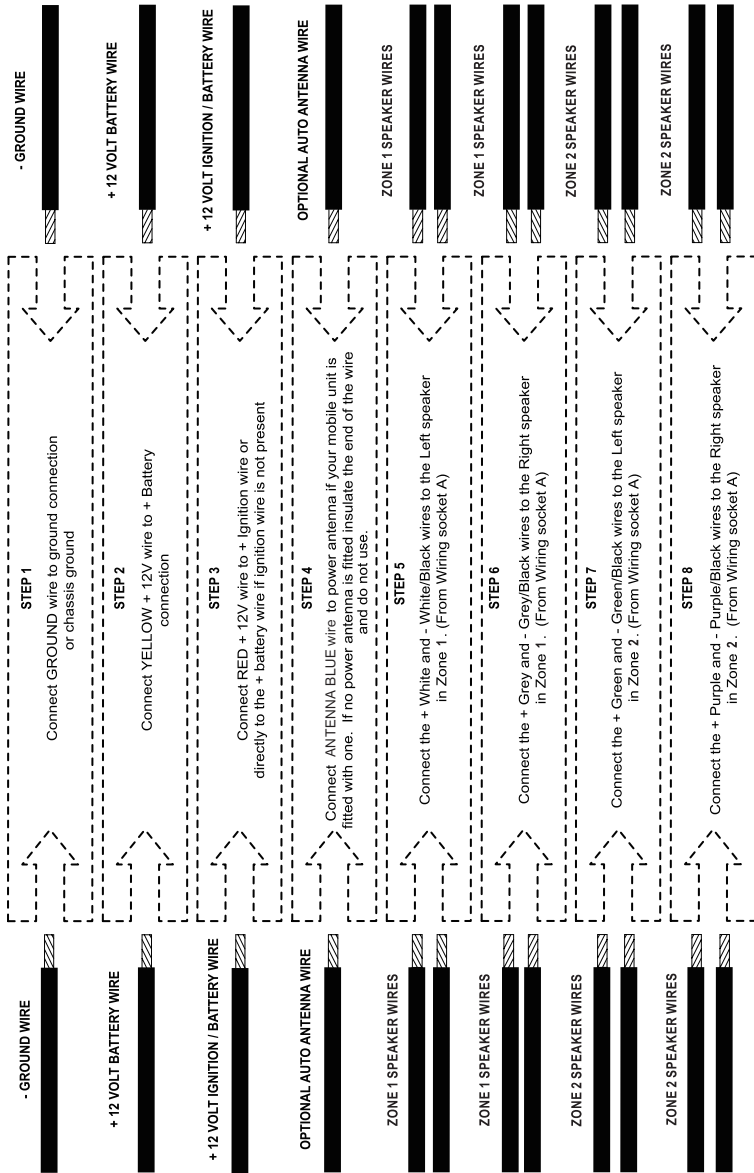 - GROUND WIRE
STEP 1
Connect GROUND wire to ground connection
or chassis ground
- GROUND WIRE
+ 12 VOLT BATTERY WIRE
STEP 2
Connect YELLOW + 12V wire to + Battery
connection
+ 12 VOLT BATTERY WIRE
+ 12 VOLT IGNITION / BATTERY WIRE
STEP 3
Connect RED + 12V wire to + Ignition wire or
directly to the + battery wire if ignition wire is not present
+ 12 VOLT IGNITION / BATTERY WIRE
OPTIONAL AUTO ANTENNA WIRE
STEP 4
Connect ANTENNA BLUE wire to power antenna if your mobile unit is
fitted with one. If no power antenna is fitted insulate the end of the wire
and do not use.
OPTIONAL AUTO ANTENNA WIRE
ZONE 1 SPEAKER WIRES
STEP 5
Connect the + White and - White/Black wires to the Left speaker
in Zone 1. (From Wiring socket A)
ZONE 1 SPEAKER WIRES
ZONE 1 SPEAKER WIRES
STEP 6
Connect the + Grey and - Grey/Black wires to the Right speaker
in Zone 1. (From Wiring socket A)
ZONE 1 SPEAKER WIRES
ZONE 2 SPEAKER WIRES
STEP 7
Connect the + Green and - Green/Black wires to the Left speaker
in Zone 2. (From Wiring socket A)
ZONE 2 SPEAKER WIRES
ZONE 2 SPEAKER WIRES
STEP 8
Connect the + Purple and - Purple/Black wires to the Right speaker
in Zone 2. (From Wiring socket A)
ZONE 2 SPEAKER WIRES